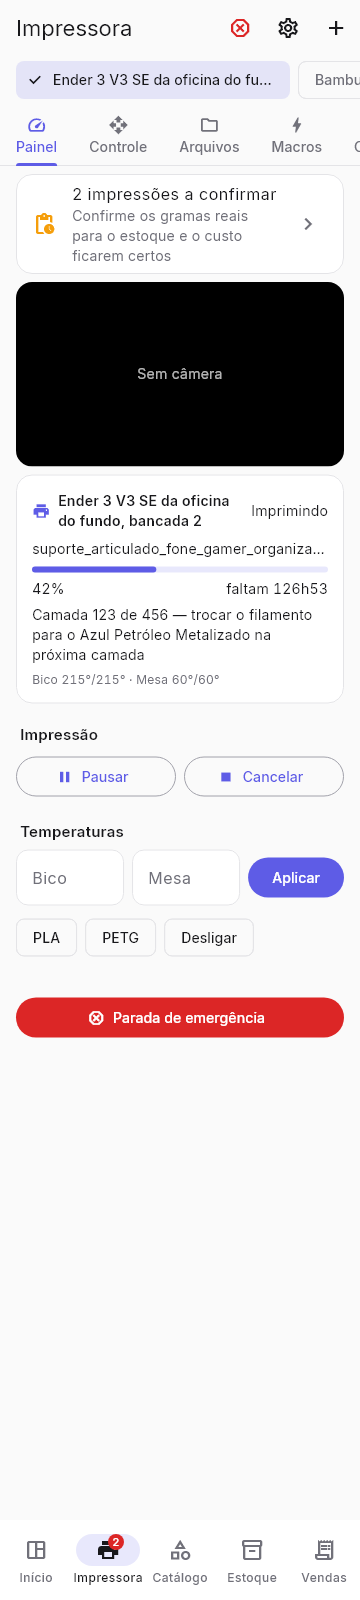 Impressora
Ender 3 V3 SE da oficina do fu...
Bambu
Painel
Controle
Arquivos
Macros
2 impressões a confirmar
Confirme os gramas reais
para o estoque e o custo
ficarem certos
Sem câmera
Ender 3 V3 SE da oficina
do fundo, bancada 2
Imprimindo
suporte_articulado_fone_gamer_organiza...
42%
faltam 126h53
Camada 123 de 456 — trocar o filamento
para o Azul Petróleo Metalizado na
próxima camada
Bico 215°/215° · Mesa 60°/60°
Impressão
Pausar
Cancelar
Temperaturas
Bico
Mesa
Aplicar
PLA
PETG
Desligar
Parada de emergência
2
Início
Impressora
Catálogo
Estoque
Vendas